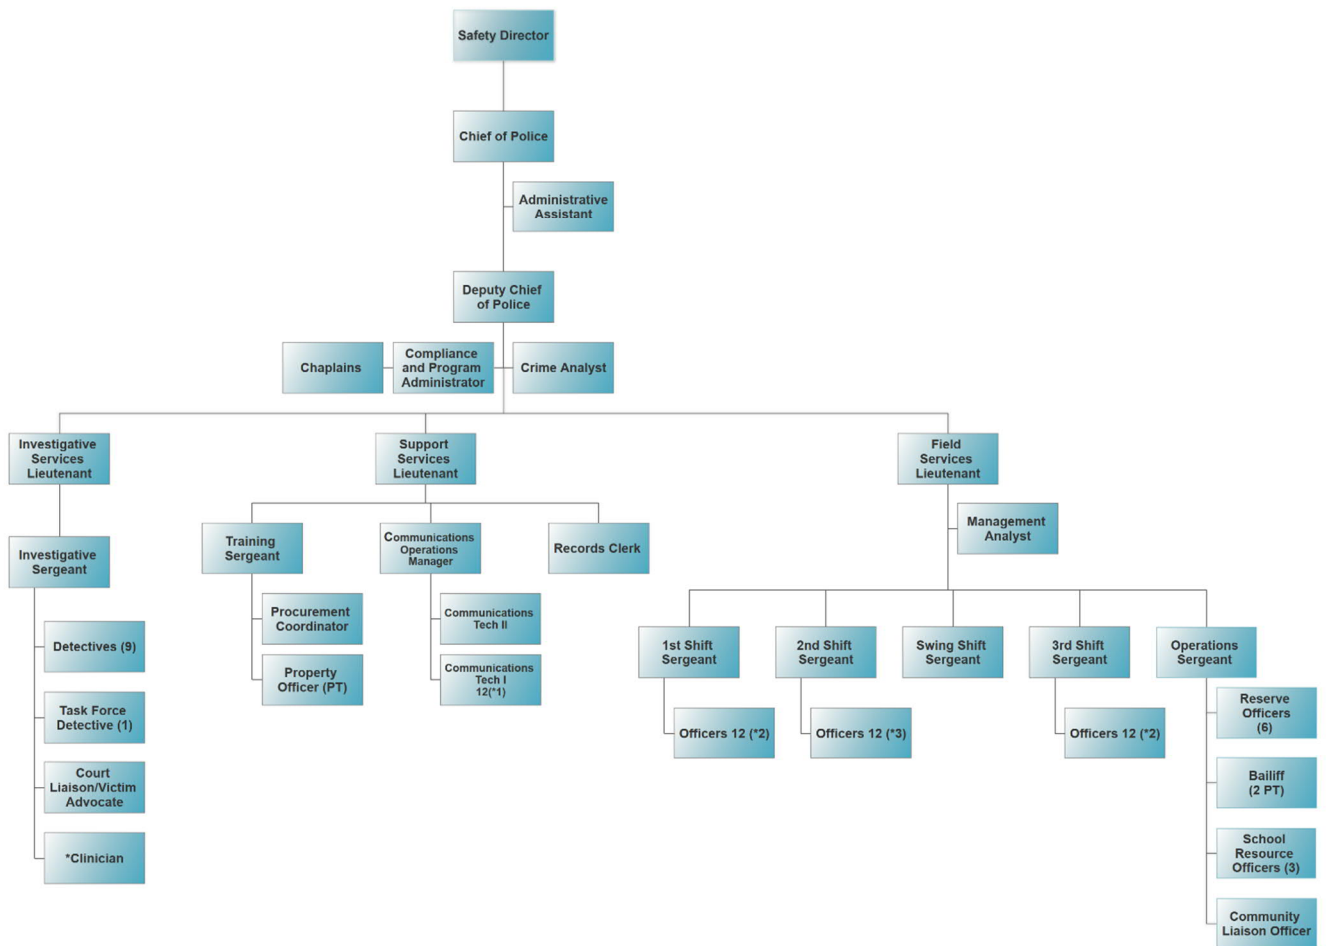 Safety Director
Chief of Police
Administrative
Assistant
Deputy Chief
of Police
Chaplains
Compliance
and Program
Administrator
Crime Analyst
Investigative
Services
Lieutenant
Support
Services
Lieutenant
Field
Services
Lieutenant
Management
Analyst
Investigative
Sergeant
Training
Sergeant
Communications
Operations
Manager
Records Clerk
Procurement
Coordinator
Property
Officer (PT)
Communications
Tech II
Communications
Tech I
12(*1)
Detectives (9)
Task Force
Detective (1)
Court
Liaison/Victim
Advocate
*Clinician
1st Shift
Sergeant
2nd Shift
Sergeant
Swing Shift
Sergeant
3rd Shift
Sergeant
Operations
Sergeant
Officers 12 (*2)
Officers 12 (*3)
Officers 12 (*2)
Reserve
Officers
(6)
Bailiff
(2 PT)
School
Resource
Officers (3)
Community
Liaison Officer